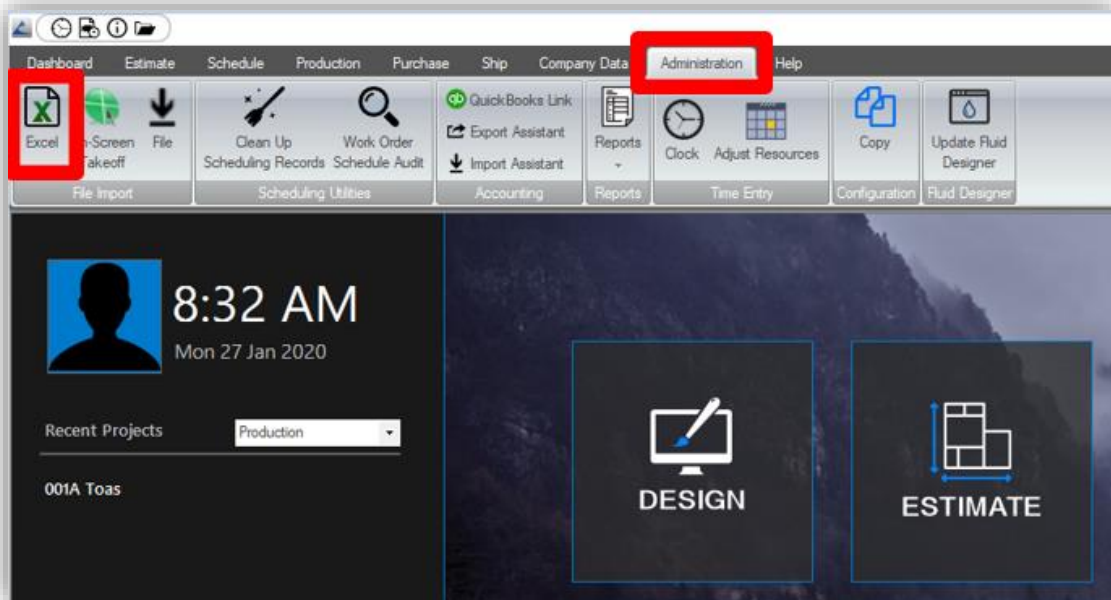 Dashboard Estimate Schedule Production Purchase Ship Company Data Administration Help
Excel
n-Screen
Takeoff
File
File Import
Clean Up
Scheduling Records
Work Order
Schedule Audit
Scheduling Utilities
QuickBooks Link
Export Assistant
Import Assistant
Accounting
Reports
Reports
Clock
Adjust Resources
Time Entry
Copy
Configuration
Update Fluid
Designer
Fluid Designer
8:32 AM
Mon 27 Jan 2020
Recent Projects
Production
001A Toas
DESIGN
ESTIMATE